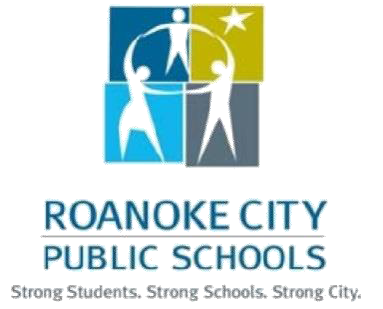 ROANOKE CITY
PUBLIC SCHOOLS
Strong Students. Strong Schools. Strong City.